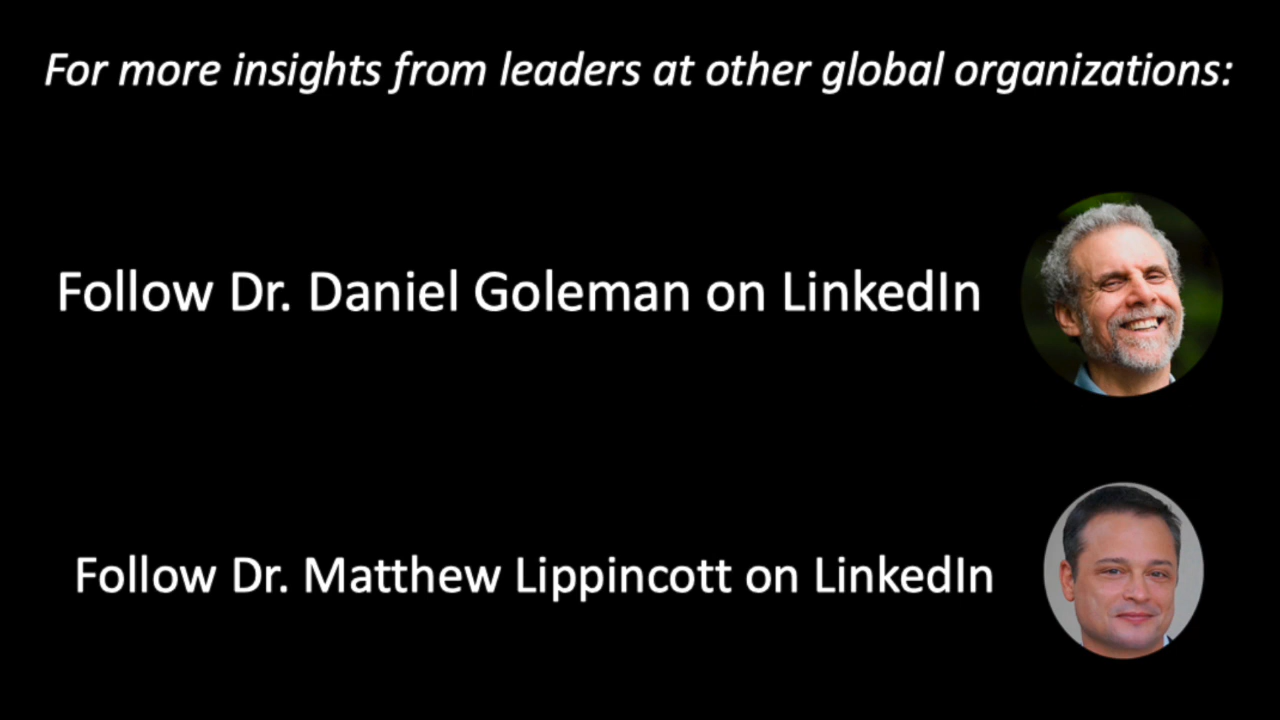 For more insights from leaders at other global organizations:
Follow Dr. Daniel Goleman on LinkedIn
Follow Dr. Matthew Lippincott on LinkedIn